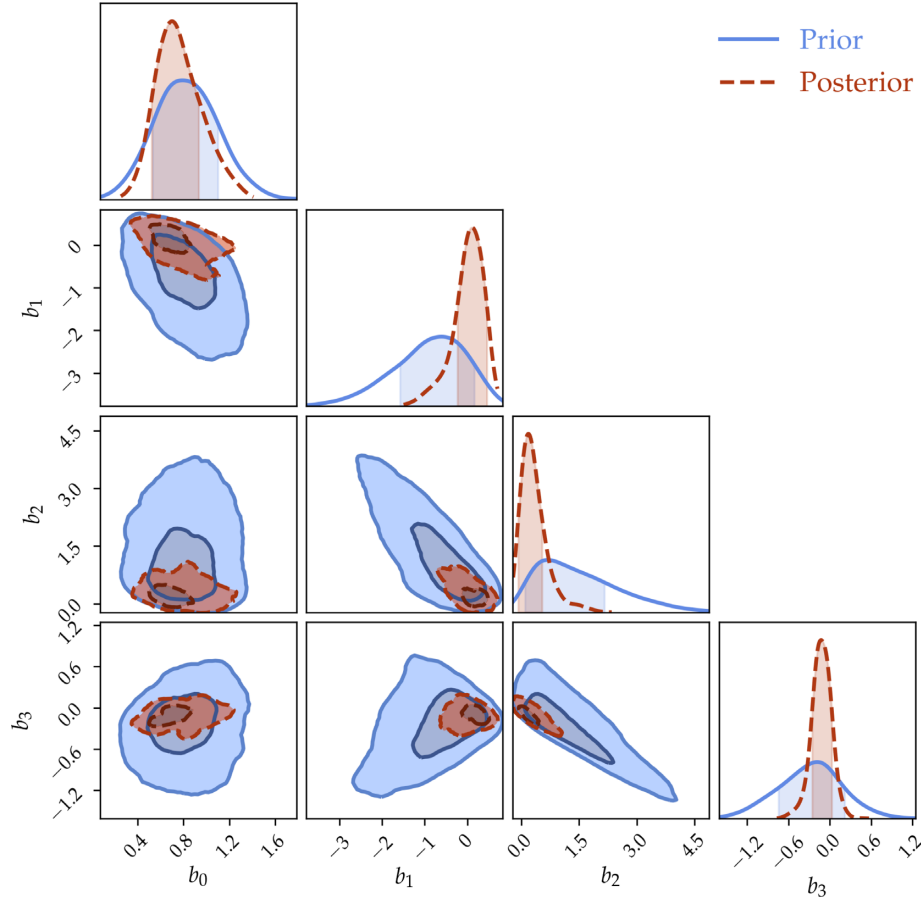 Prior
Posterior
0
−1
−2
−3
b₁
4.5
3.0
1.5
0.0
b₂
1.2
0.6
0.0
−0.6
−1.2
b₃
0.4 0.8 1.2 1.6
b₀
−3 −2 −1 0
b₁
0.0 1.5 3.0 4.5
b₂
−1.2 −0.6 0.0 0.6 1.2
b₃